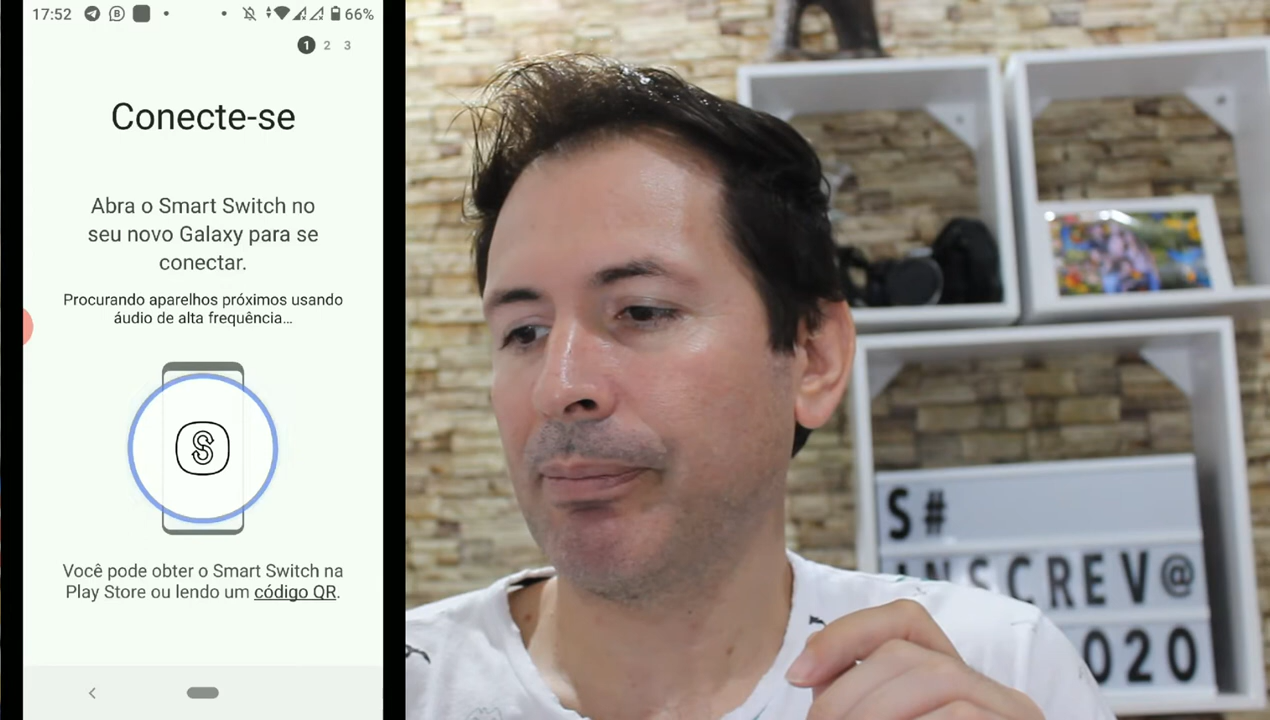 17:52
66%
1 2 3
Conecte-se
Abra o Smart Switch no
seu novo Galaxy para se
conectar.
Procurando aparelhos próximos usando
áudio de alta frequência...
S
Você pode obter o Smart Switch na
Play Store ou lendo um código QR.
S#
INSCREV@
2020